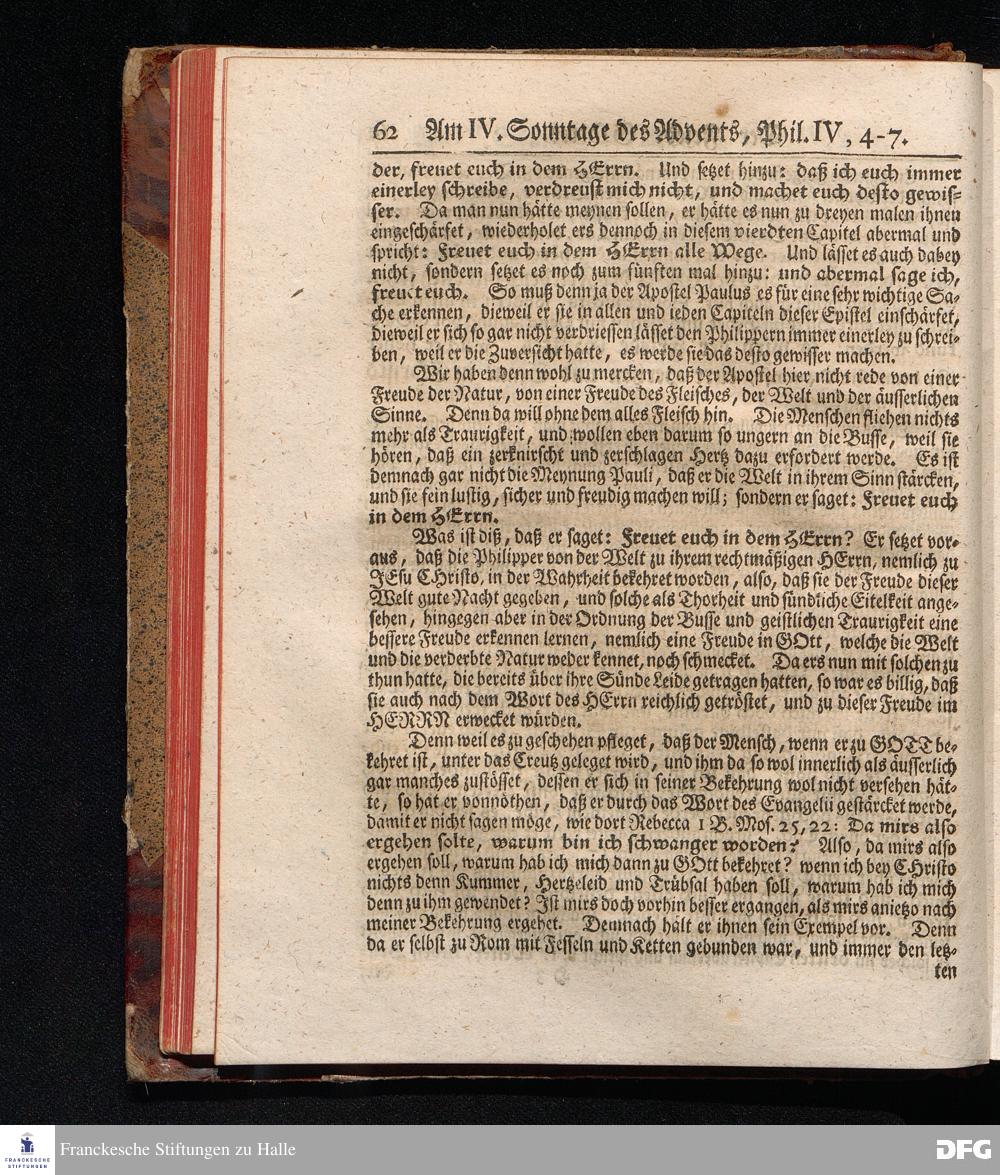 62 Am IV. Sonntage des Advents, Phil. IV, 4-7.
der, freuet euch in dem HErrn. Und setzet hinzu: daß ich euch immer
einerley schreibe, verdreust mich nicht, und machet euch desto gewis-
ser. Da man nun hätte meynen sollen, er hätte es nun zu dreyen malen ihnen
eingeschärfet, wiederholet ers dennoch in diesem vierdten Capitel abermal und
spricht: Freuet euch in dem HErrn alle Wege. Und lässet es auch dabey
nicht, sondern setzet es noch zum fünften mal hinzu: und abermal sage ich,
freuet euch. So muß denn ja der Apostel Paulus es für eine sehr wichtige Sa-
che erkennen, dieweil er sie in allen und ieden Capiteln dieser Epistel einschärfet,
dieweil er sich so gar nicht verdriessen lässet den Philippern immer einerley zu schrei-
ben, weil er die Zuversicht hatte, es werde sie das desto gewisser machen.
Wir haben denn wohl zu mercken, daß der Apostel hier nicht rede von einer
Freude der Natur, von einer Freude des Fleisches, der Welt und der äusserlichen
Sinne. Denn da will ohne dem alles Fleisch hin. Die Menschen fliehen nichts
mehr als Traurigkeit, und wollen eben darum so ungern an die Busse, weil sie
hören, daß ein zerknirscht und zerschlagen Hertz dazu erfordert werde. Es ist
demnach gar nicht die Meynung Pauli, daß er die Welt in ihrem Sinn stärcken,
und sie fein lustig, sicher und freudig machen will; sondern er saget: Freuet euch
in dem HErrn.
Was ist diß, daß er saget: Freuet euch in dem HErrn? Er setzet vor-
aus, daß die Philipper von der Welt zu ihrem rechtmäßigen HErrn, nemlich zu
JEsu CHristo, in der Wahrheit bekehret worden, also, daß sie der Freude dieser
Welt gute Nacht gegeben, und solche als Thorheit und sündliche Eitelkeit ange-
sehen, hingegen aber in der Ordnung der Busse und geistlichen Traurigkeit eine
bessere Freude erkennen lernen, nemlich eine Freude in GOtt, welche die Welt
und die verderbte Natur weder kennet, noch schmecket. Da ers nun mit solchen zu
thun hatte, die bereits über ihre Sünde Leide getragen hatten, so war es billig, daß
sie auch nach dem Wort des HErrn reichlich getröstet, und zu dieser Freude im
HERRN erwecket würden.
Denn weil es zu geschehen pfleget, daß der Mensch, wenn er zu GOTT be-
kehret ist, unter das Creutz geleget wird, und ihm da so wol innerlich als äusserlich
gar manches zustösset, dessen er sich in seiner Bekehrung wol nicht versehen hät-
te, so hat er vonnöthen, daß er durch das Wort des Evangelii gestärcket werde,
damit er nicht sagen möge, wie dort Rebecca 1 B. Mos. 25, 22: Da mirs also
ergehen solte, warum bin ich schwanger worden? Also, da mirs also
ergehen soll, warum hab ich mich dann zu GOtt bekehret? wenn ich bey CHristo
nichts denn Kummer, Hertzeleid und Trübsal haben soll, warum hab ich mich
denn zu ihm gewendet? Ist mirs doch vorhin besser ergangen, als mirs anietzo nach
meiner Bekehrung ergehet. Demnach hält er ihnen sein Exempel vor. Denn
da er selbst zu Rom mit Fesseln und Ketten gebunden war, und immer den letz-
ten
FRANCKESCHE
STIFTUNGEN
Franckesche Stiftungen zu Halle
DFG